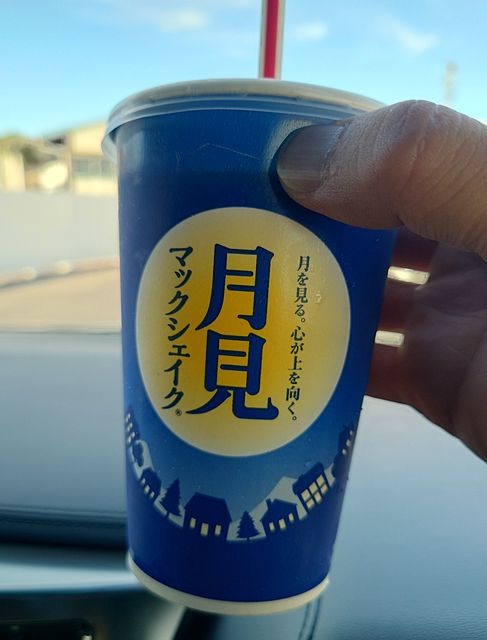 月を見る。心が上を向く。
月見
マックシェイク®